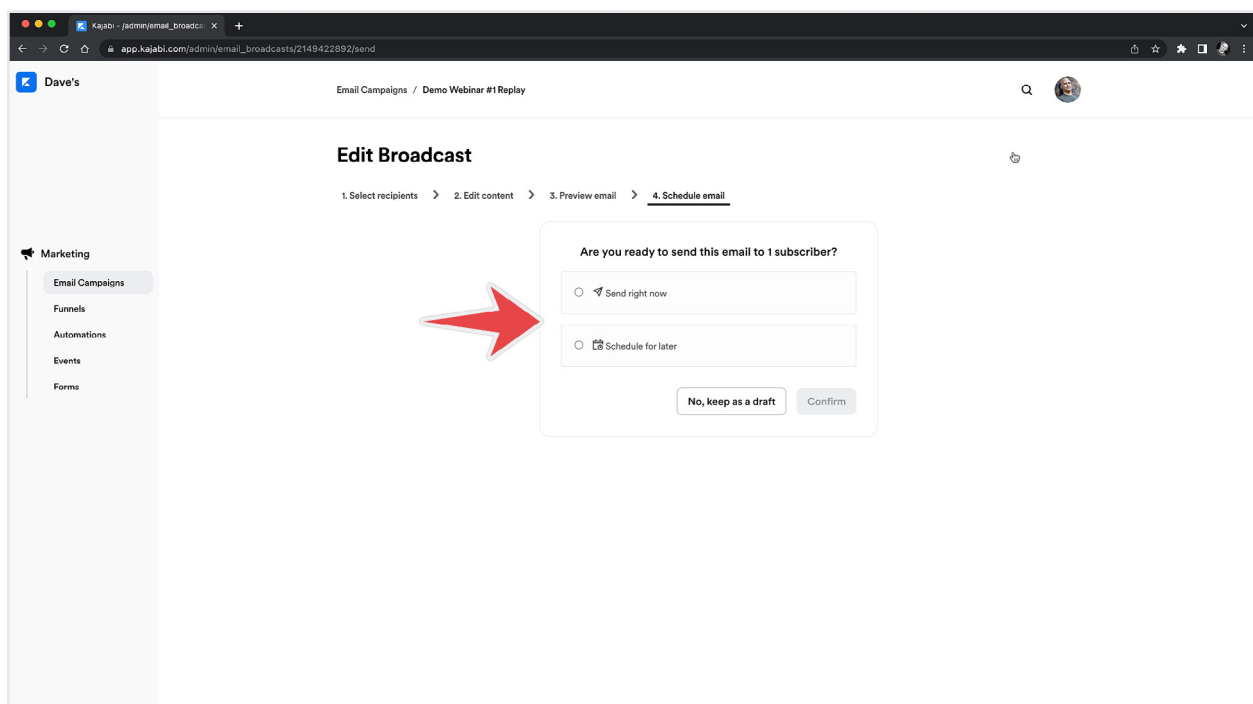 Kajabi - /admin/email_broadca
app.kajabi.com/admin/email_broadcasts/2149422892/send
Dave's
Email Campaigns / Demo Webinar #1 Replay
Edit Broadcast
1. Select recipients > 2. Edit content > 3. Preview email > 4. Schedule email
Marketing
Email Campaigns
Funnels
Automations
Events
Forms
Are you ready to send this email to 1 subscriber?
Send right now
Schedule for later
No, keep as a draft Confirm